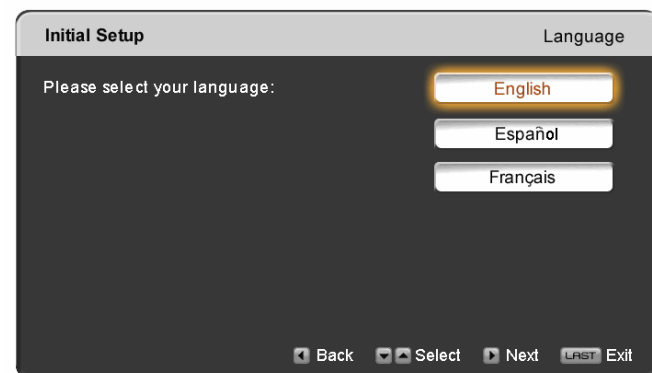 Initial Setup Language
Please select your language:
English
Español
Français
Back Select Next LAST Exit